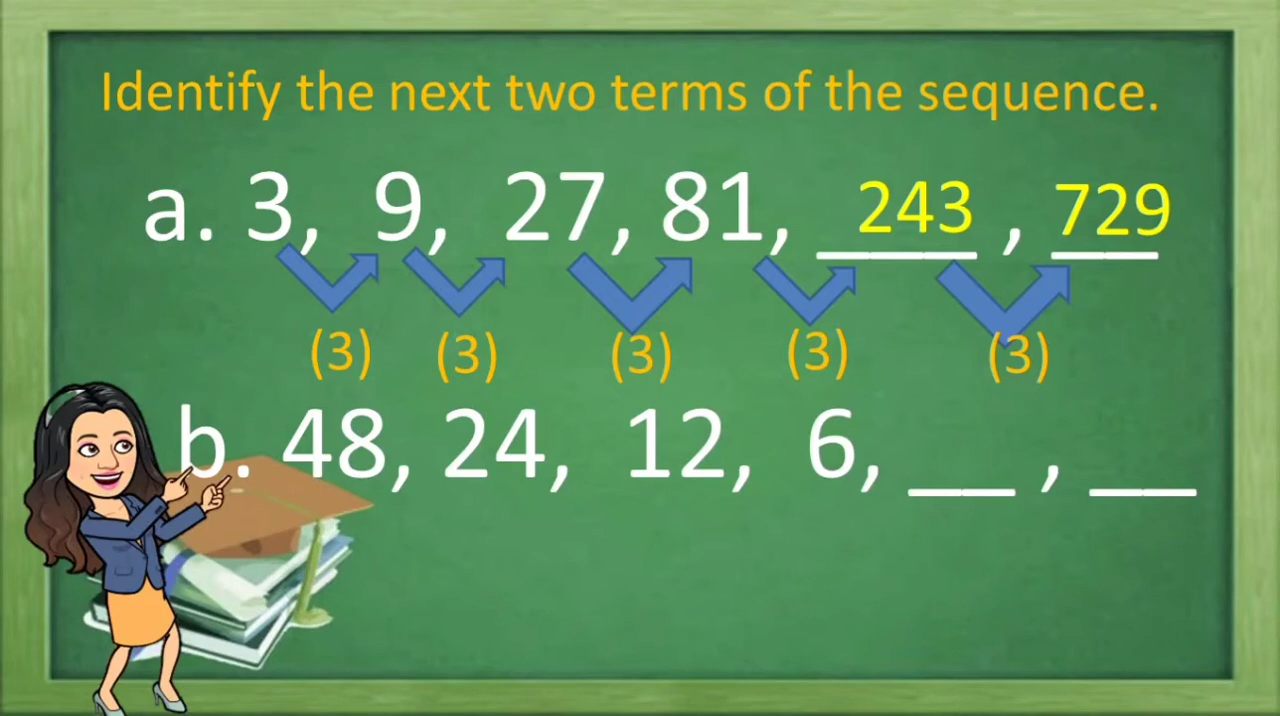 Identify the next two terms of the sequence.
a. 3, 9, 27, 81, 243 , 729
(3) (3) (3) (3) (3)
b. 48, 24, 12, 6, __ , __